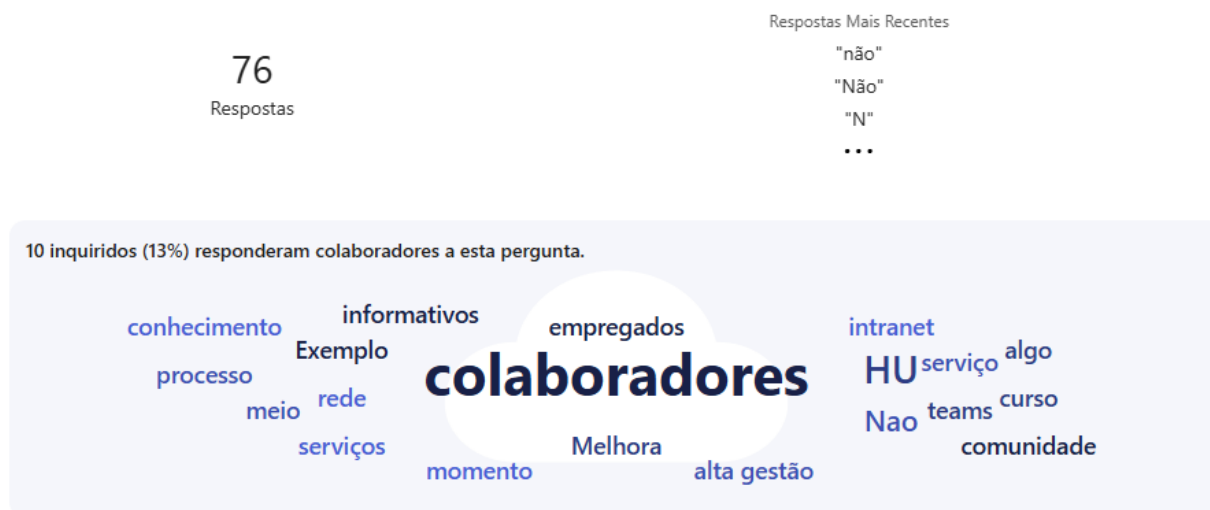 76
Respostas
Respostas Mais Recentes
"não"
"Não"
"N"
...
10 inquiridos (13%) responderam colaboradores a esta pergunta.
conhecimento
informativos
empregados
intranet
Exemplo
colaboradores
HU
serviço
algo
processo
meio
rede
Nao
teams
curso
serviços
Melhora
comunidade
momento
alta gestão